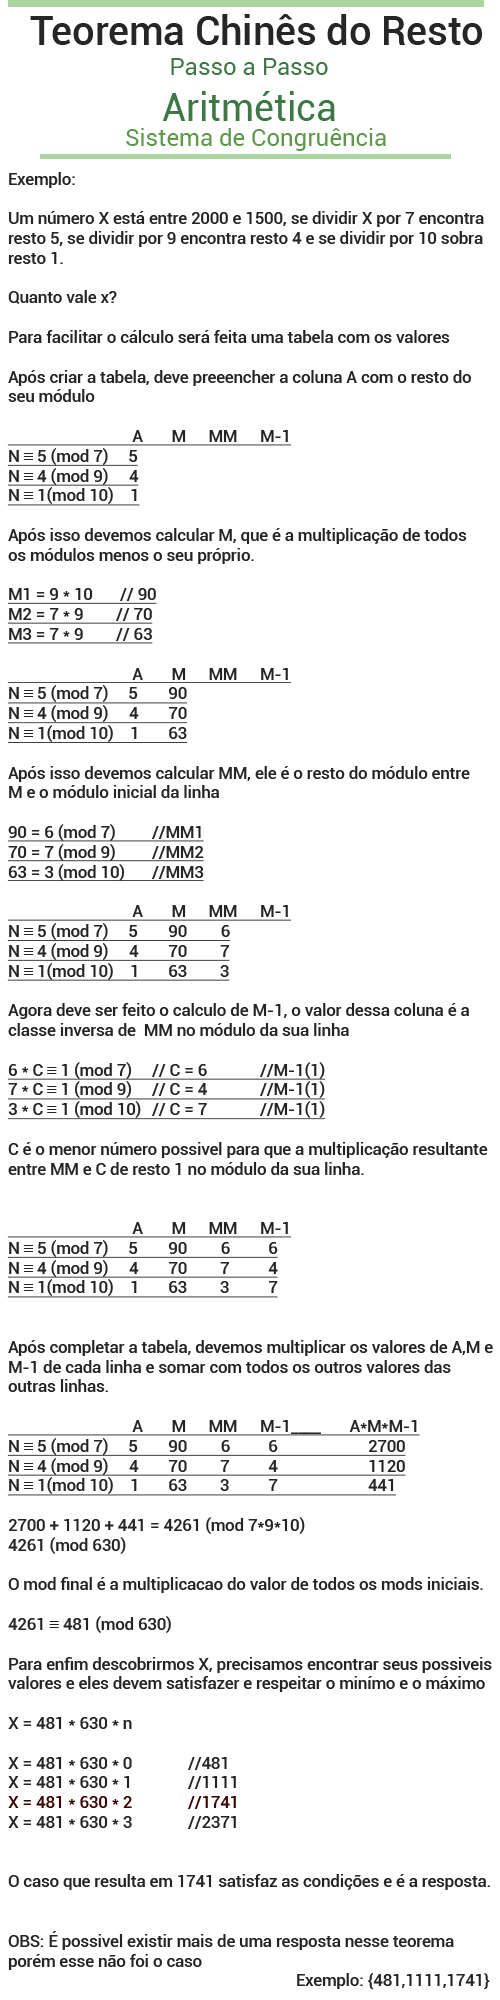 Teorema Chinês do Resto
Passo a Passo
Aritmética
Sistema de Congruência
Exemplo:
Um número X está entre 2000 e 1500, se dividir X por 7 encontra
resto 5, se dividir por 9 encontra resto 4 e se dividir por 10 sobra
resto 1.
Quanto vale x?
Para facilitar o cálculo será feita uma tabela com os valores
Após criar a tabela, deve preeencher a coluna A com o resto do
seu módulo
A M MM M-1
N ≡ 5 (mod 7) 5
N ≡ 4 (mod 9) 4
N ≡ 1(mod 10) 1
Após isso devemos calcular M, que é a multiplicação de todos
os módulos menos o seu próprio.
M1 = 9 * 10 // 90
M2 = 7 * 9 // 70
M3 = 7 * 9 // 63
A M MM M-1
N ≡ 5 (mod 7) 5 90
N ≡ 4 (mod 9) 4 70
N ≡ 1(mod 10) 1 63
Após isso devemos calcular MM, ele é o resto do módulo entre
M e o módulo inicial da linha
90 = 6 (mod 7) //MM1
70 = 7 (mod 9) //MM2
63 = 3 (mod 10) //MM3
A M MM M-1
N ≡ 5 (mod 7) 5 90 6
N ≡ 4 (mod 9) 4 70 7
N ≡ 1(mod 10) 1 63 3
Agora deve ser feito o calculo de M-1, o valor dessa coluna é a
classe inversa de MM no módulo da sua linha
6 * C ≡ 1 (mod 7) // C = 6 //M-1(1)
7 * C ≡ 1 (mod 9) // C = 4 //M-1(1)
3 * C ≡ 1 (mod 10) // C = 7 //M-1(1)
C é o menor número possivel para que a multiplicação resultante
entre MM e C de resto 1 no módulo da sua linha.
A M MM M-1
N ≡ 5 (mod 7) 5 90 6 6
N ≡ 4 (mod 9) 4 70 7 4
N ≡ 1(mod 10) 1 63 3 7
Após completar a tabela, devemos multiplicar os valores de A,M e
M-1 de cada linha e somar com todos os outros valores das
outras linhas.
A M MM M-1____ A*M*M-1
N ≡ 5 (mod 7) 5 90 6 6 2700
N ≡ 4 (mod 9) 4 70 7 4 1120
N ≡ 1(mod 10) 1 63 3 7 441
2700 + 1120 + 441 = 4261 (mod 7*9*10)
4261 (mod 630)
O mod final é a multiplicacao do valor de todos os mods iniciais.
4261 ≡ 481 (mod 630)
Para enfim descobrirmos X, precisamos encontrar seus possiveis
valores e eles devem satisfazer e respeitar o minímo e o máximo
X = 481 * 630 * n
X = 481 * 630 * 0 //481
X = 481 * 630 * 1 //1111
X = 481 * 630 * 2 //1741
X = 481 * 630 * 3 //2371
O caso que resulta em 1741 satisfaz as condições e é a resposta.
OBS: É possivel existir mais de uma resposta nesse teorema
porém esse não foi o caso
Exemplo: {481,1111,1741}